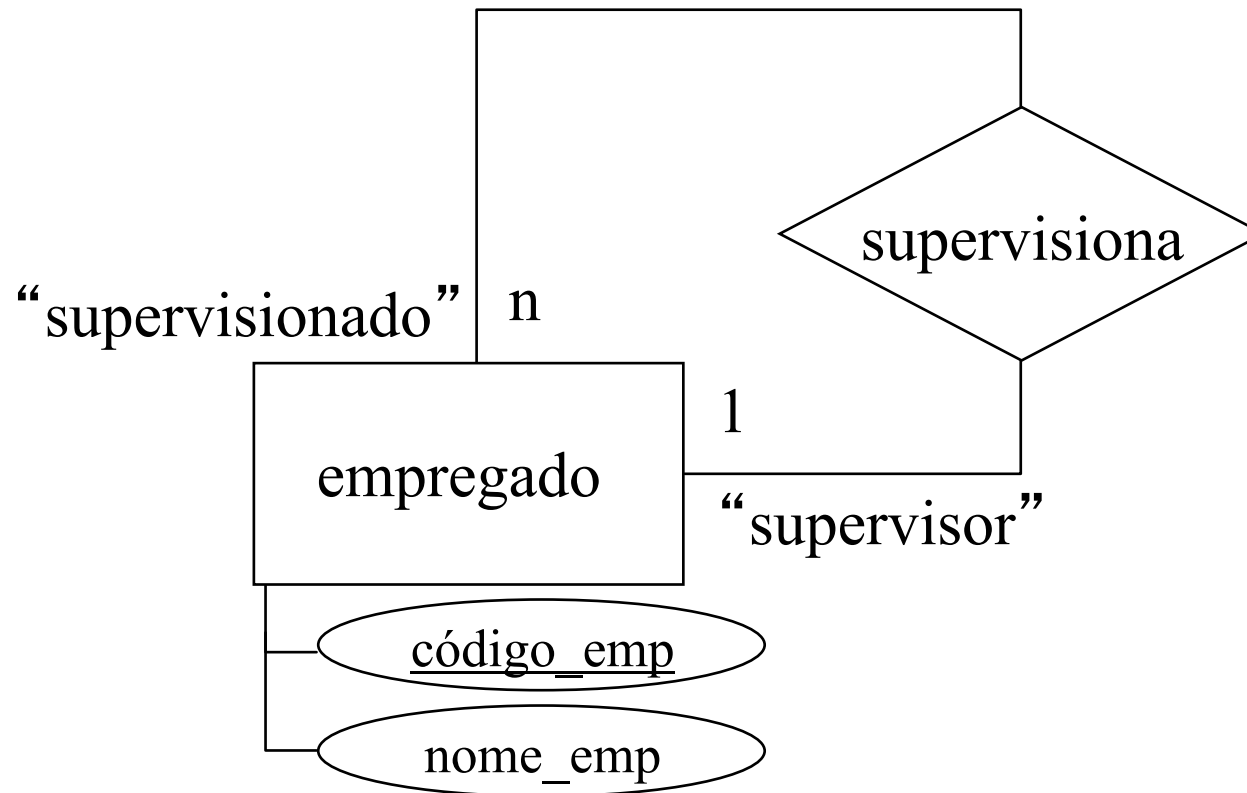 supervisiona
“supervisionado”
n
1
empregado
“supervisor”
código_emp
nome_emp